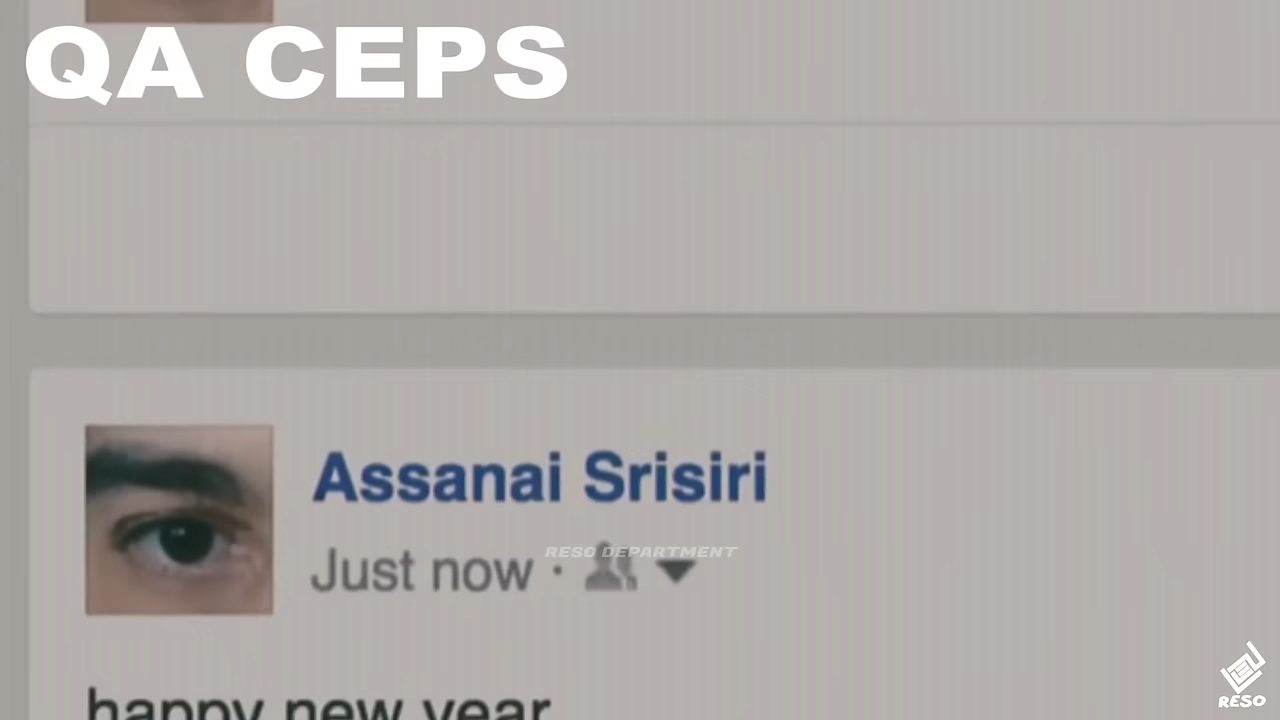 QA CEPS
Assanai Srisiri
Just now ·
RESO DEPARTMENT
happy new year
RESO